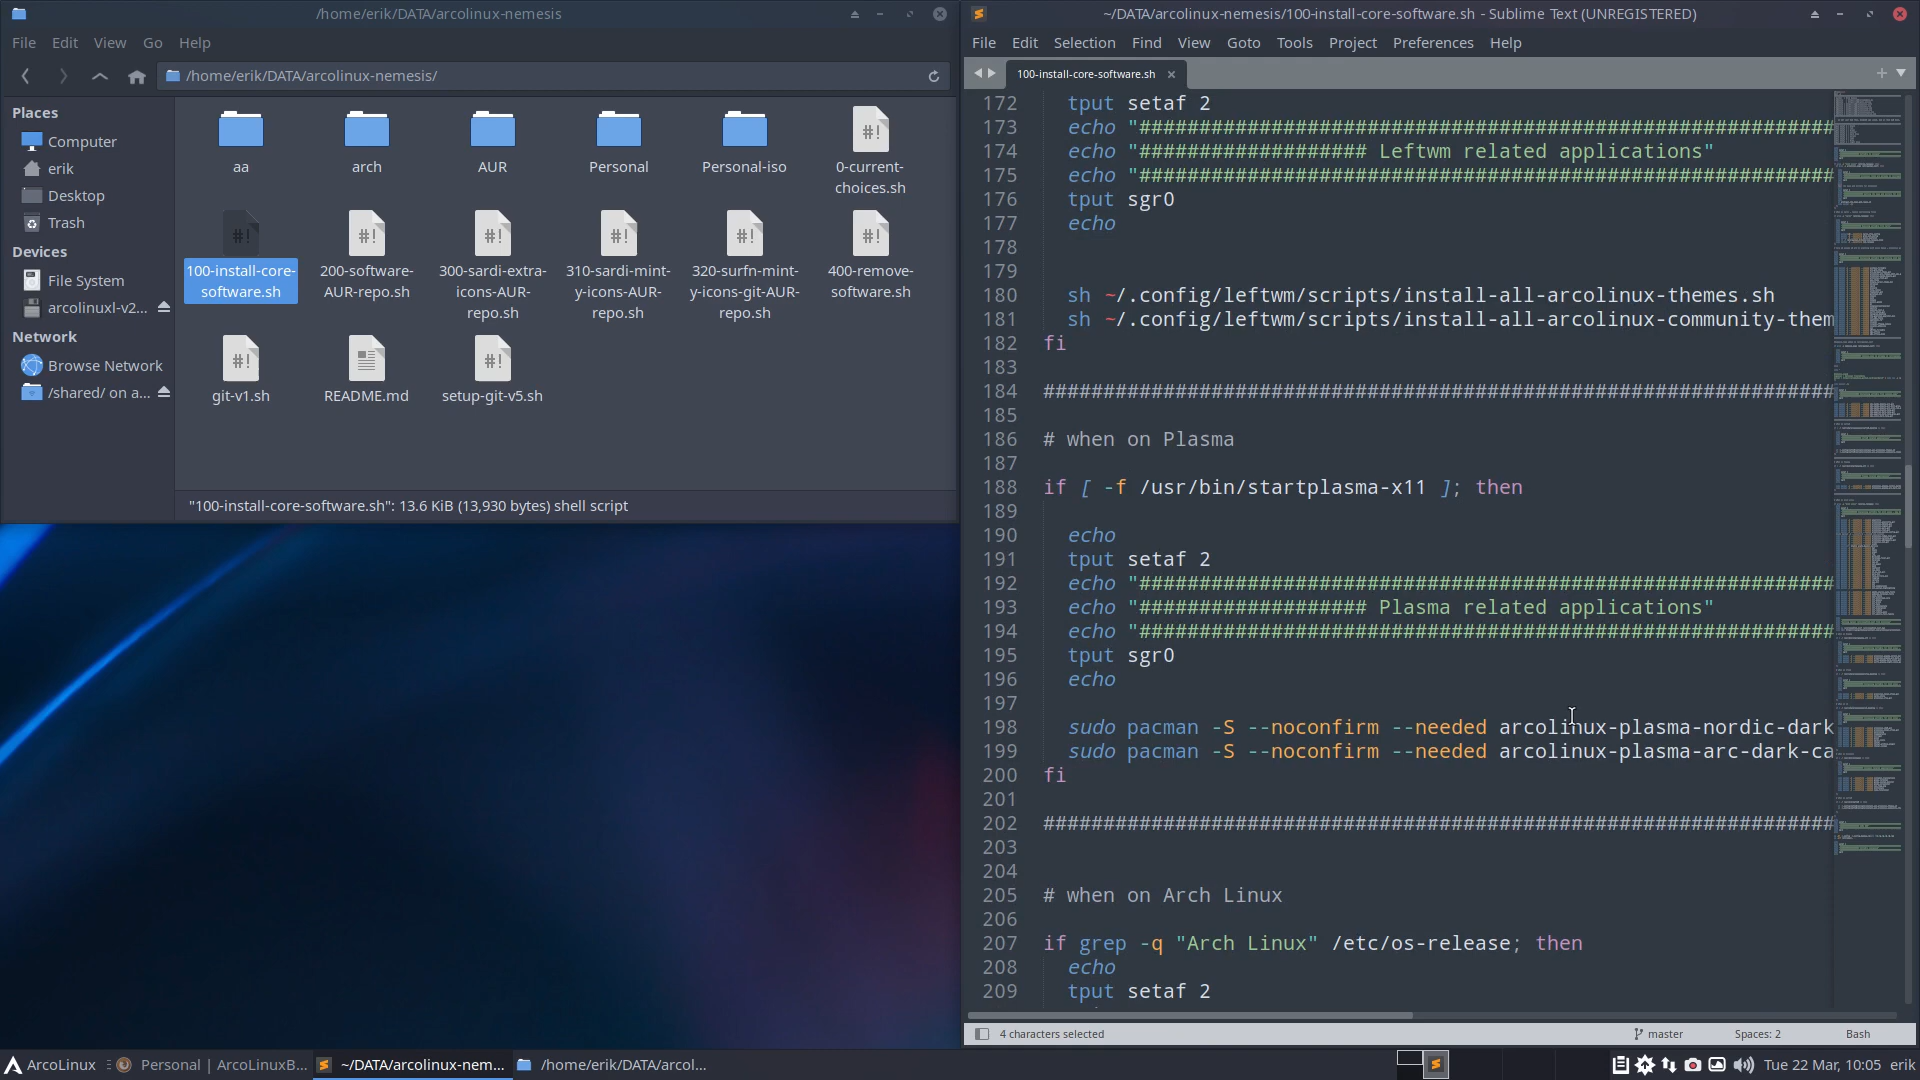 /home/erik/DATA/arcolinux-nemesis
File Edit View Go Help
/home/erik/DATA/arcolinux-nemesis/
Places
Computer
erik
Desktop
Trash
Devices
File System
arcolinuxl-v2...
Network
Browse Network
/shared/ on a...
aa
arch
AUR
Personal
Personal-iso
0-current-
choices.sh
100-install-core-
software.sh
200-software-
AUR-repo.sh
300-sardi-extra-
icons-AUR-
repo.sh
310-sardi-mint-
y-icons-AUR-
repo.sh
320-surfn-mint-
y-icons-git-AUR-
repo.sh
400-remove-
software.sh
git-v1.sh
README.md
setup-git-v5.sh
"100-install-core-software.sh": 13.6 KiB (13,930 bytes) shell script
~/DATA/arcolinux-nemesis/100-install-core-software.sh - Sublime Text (UNREGISTERED)
File Edit Selection Find View Goto Tools Project Preferences Help
100-install-core-software.sh
172 tput setaf 2
173 echo "##########################################################
174 echo "################### Leftwm related applications"
175 echo "##########################################################
176 tput sgr0
177 echo
178
179
180 sh ~/.config/leftwm/scripts/install-all-arcolinux-themes.sh
181 sh ~/.config/leftwm/scripts/install-all-arcolinux-community-them
182 fi
183
184 ##################################################################
185
186 # when on Plasma
187
188 if [ -f /usr/bin/startplasma-x11 ]; then
189
190 echo
191 tput setaf 2
192 echo "##########################################################
193 echo "################### Plasma related applications"
194 echo "##########################################################
195 tput sgr0
196 echo
197
198 sudo pacman -S --noconfirm --needed arcolinux-plasma-nordic-dark
199 sudo pacman -S --noconfirm --needed arcolinux-plasma-arc-dark-ca
200 fi
201
202 ##################################################################
203
204
205 # when on Arch Linux
206
207 if grep -q "Arch Linux" /etc/os-release; then
208 echo
209 tput setaf 2
4 characters selected
master
Spaces: 2
Bash
ArcoLinux
Personal | ArcoLinuxB...
~/DATA/arcolinux-nem...
/home/erik/DATA/arcol...
Tue 22 Mar, 10:05 erik